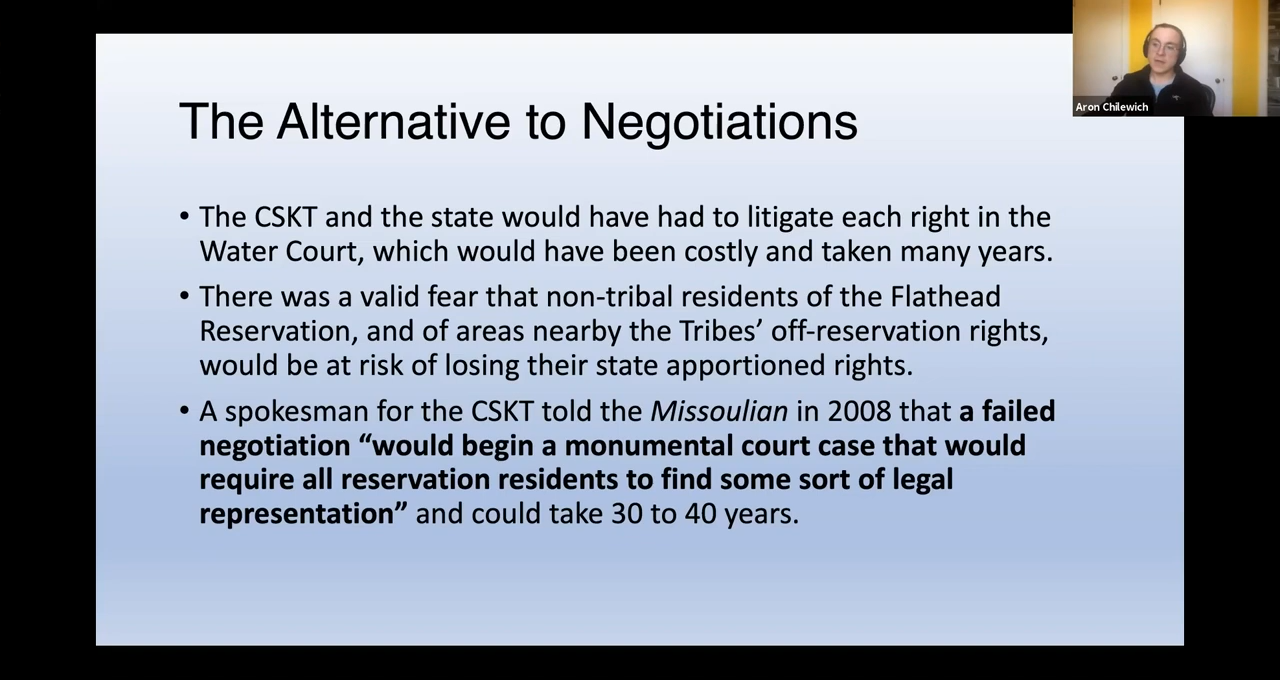 Aron Chilewich
The Alternative to Negotiations
• The CSKT and the state would have had to litigate each right in the
Water Court, which would have been costly and taken many years.
• There was a valid fear that non-tribal residents of the Flathead
Reservation, and of areas nearby the Tribes’ off-reservation rights,
would be at risk of losing their state apportioned rights.
• A spokesman for the CSKT told the Missoulian in 2008 that a failed
negotiation “would begin a monumental court case that would
require all reservation residents to find some sort of legal
representation” and could take 30 to 40 years.